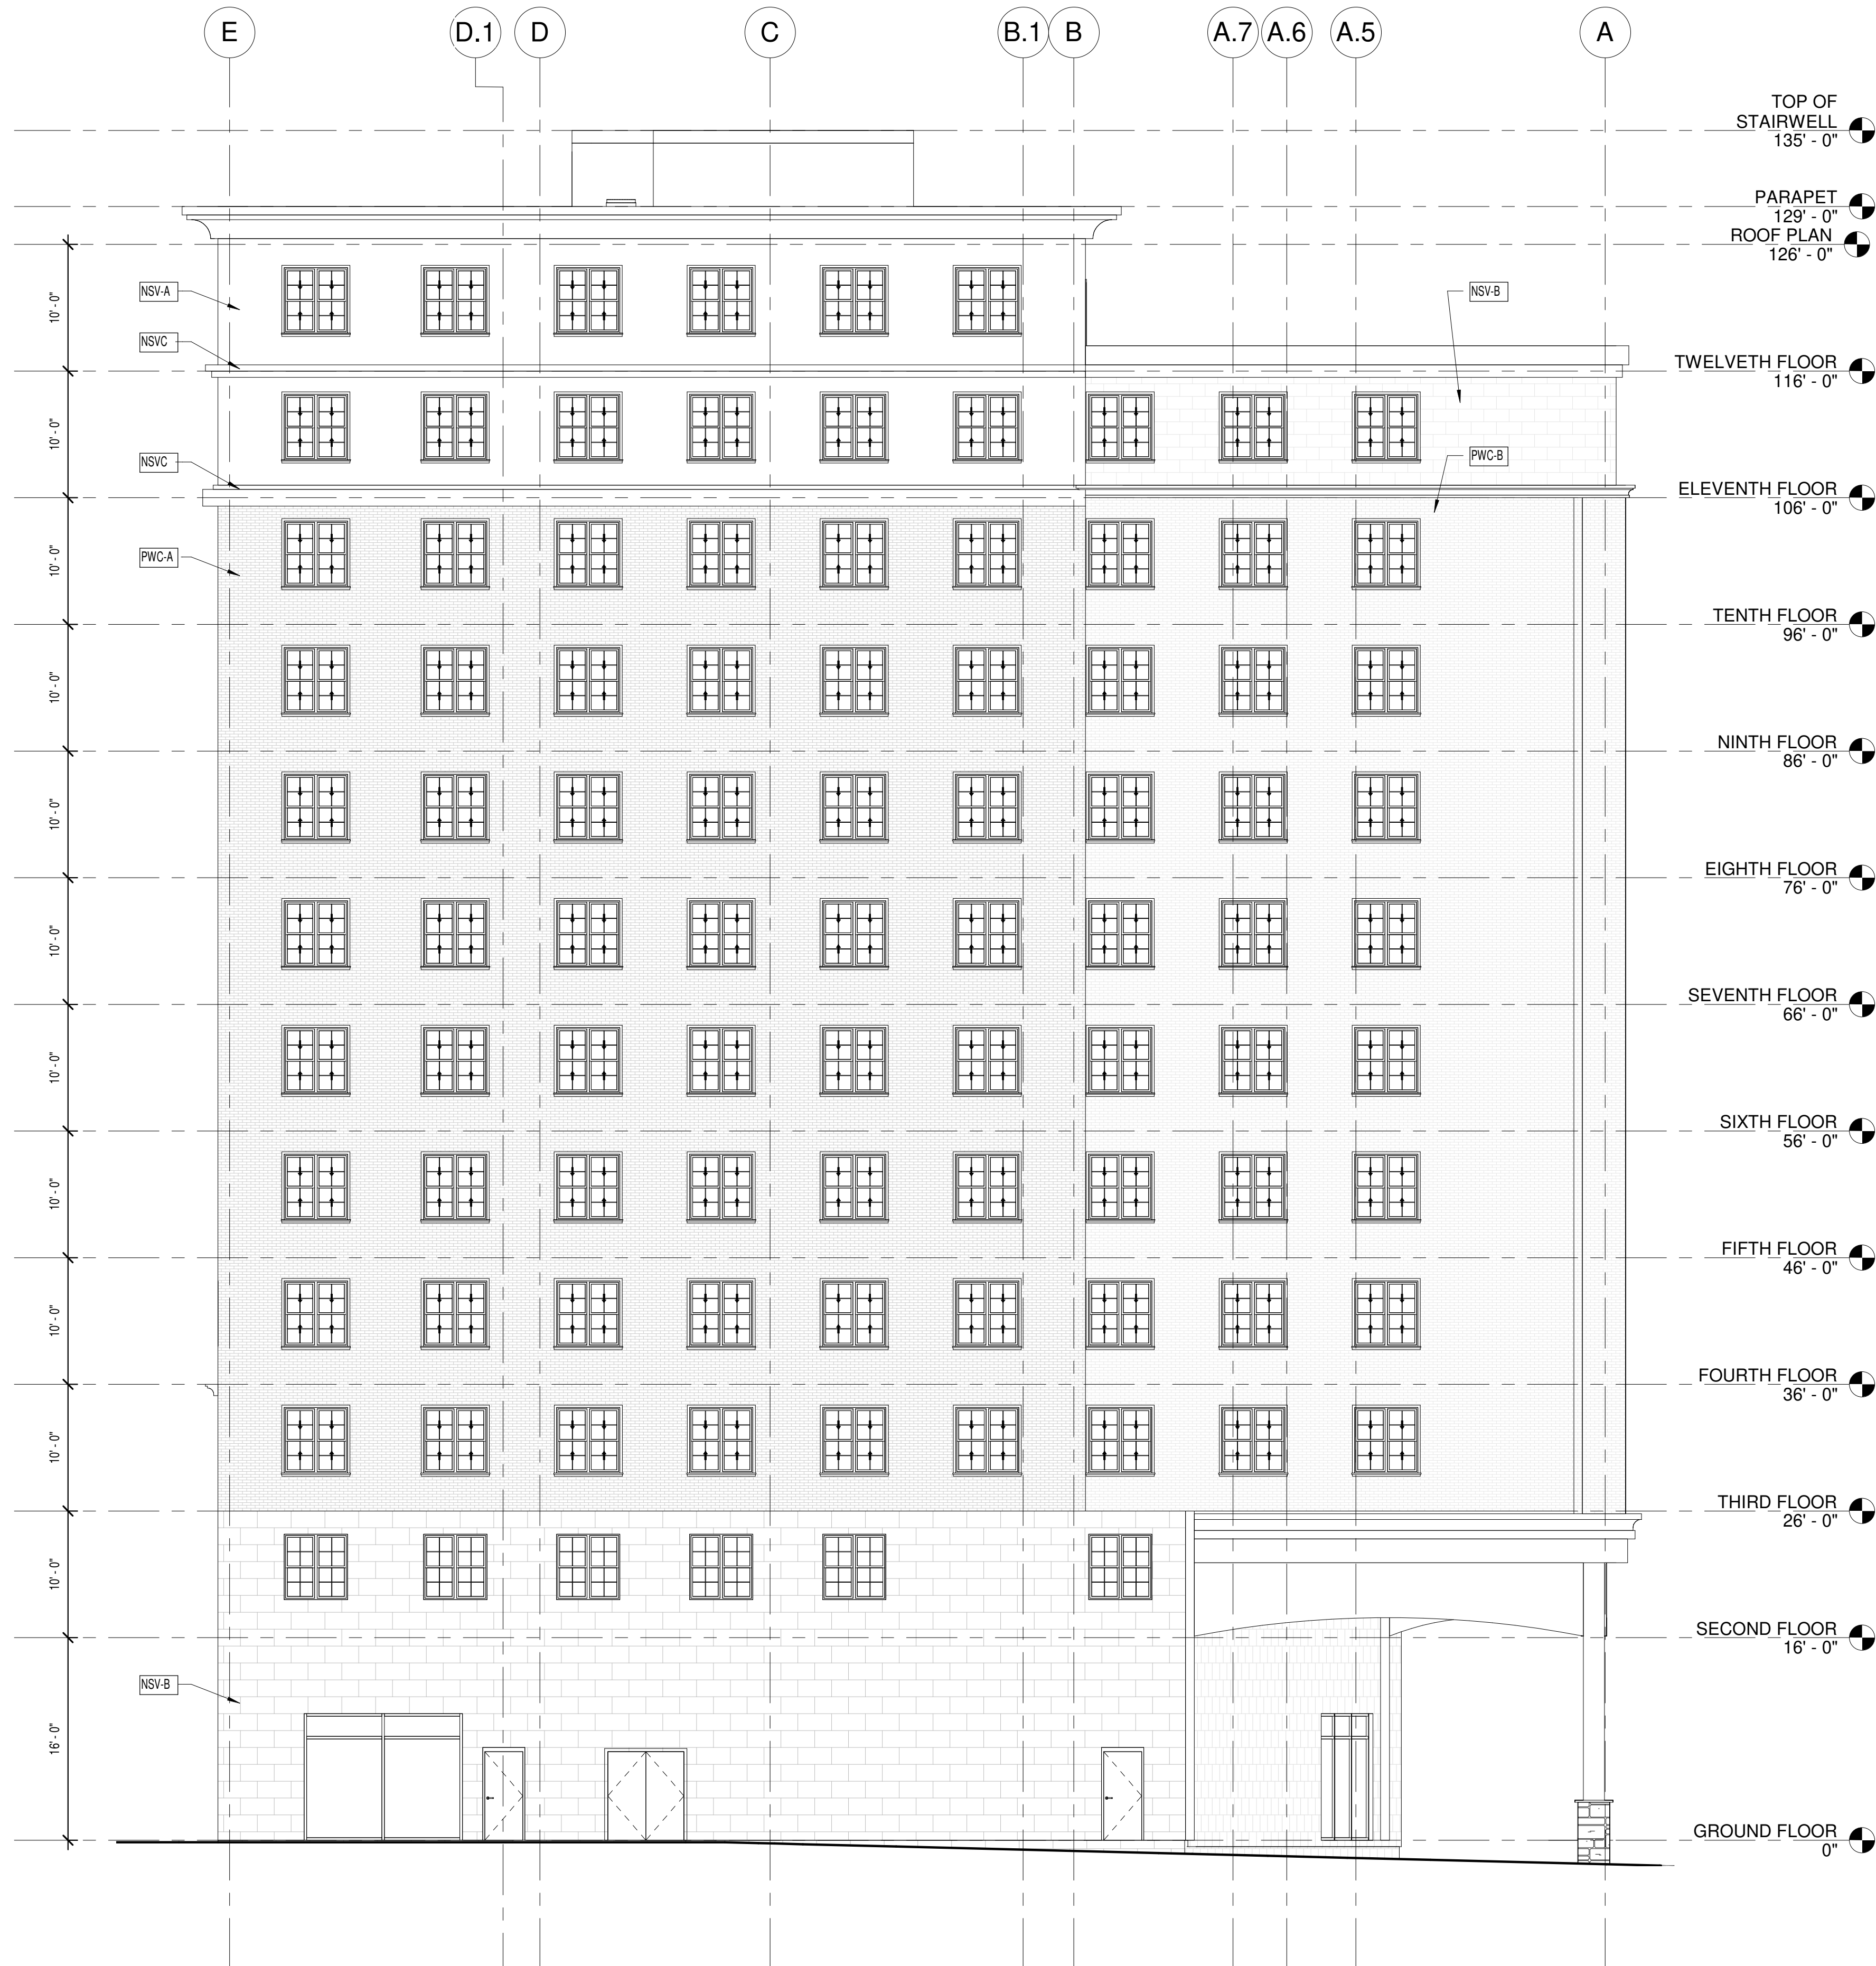 E
D.1
D
C
B.1
B
A.7
A.6
A.5
A
TOP OF
STAIRWELL
135' - 0"
PARAPET
129' - 0"
ROOF PLAN
126' - 0"
10' - 0"
NSV-A
NSV-B
NSVC
TWELVETH FLOOR
116' - 0"
10' - 0"
NSVC
PWC-B
ELEVENTH FLOOR
106' - 0"
10' - 0"
PWC-A
TENTH FLOOR
96' - 0"
10' - 0"
NINTH FLOOR
86' - 0"
10' - 0"
EIGHTH FLOOR
76' - 0"
10' - 0"
SEVENTH FLOOR
66' - 0"
10' - 0"
SIXTH FLOOR
56' - 0"
10' - 0"
FIFTH FLOOR
46' - 0"
10' - 0"
FOURTH FLOOR
36' - 0"
10' - 0"
THIRD FLOOR
26' - 0"
10' - 0"
SECOND FLOOR
16' - 0"
NSV-B
16' - 0"
GROUND FLOOR
0"